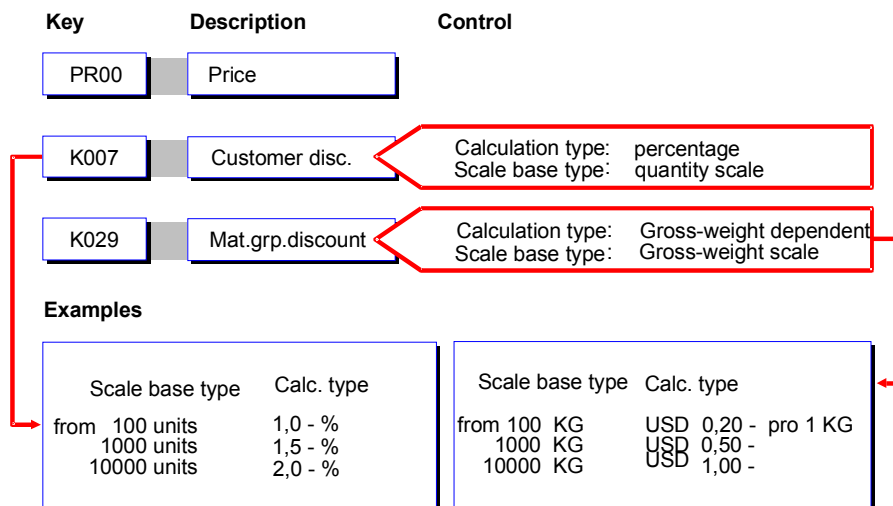 Key Description Control
PR00 Price
K007 Customer disc. Calculation type: percentage
Scale base type: quantity scale
K029 Mat.grp.discount Calculation type: Gross-weight dependent
Scale base type: Gross-weight scale
Examples
Scale base type Calc. type
from 100 units 1,0 - %
1000 units 1,5 - %
10000 units 2,0 - %
Scale base type Calc. type
from 100 KG USD 0,20 - pro 1 KG
1000 KG USD 0,50 -
10000 KG USD 1,00 -